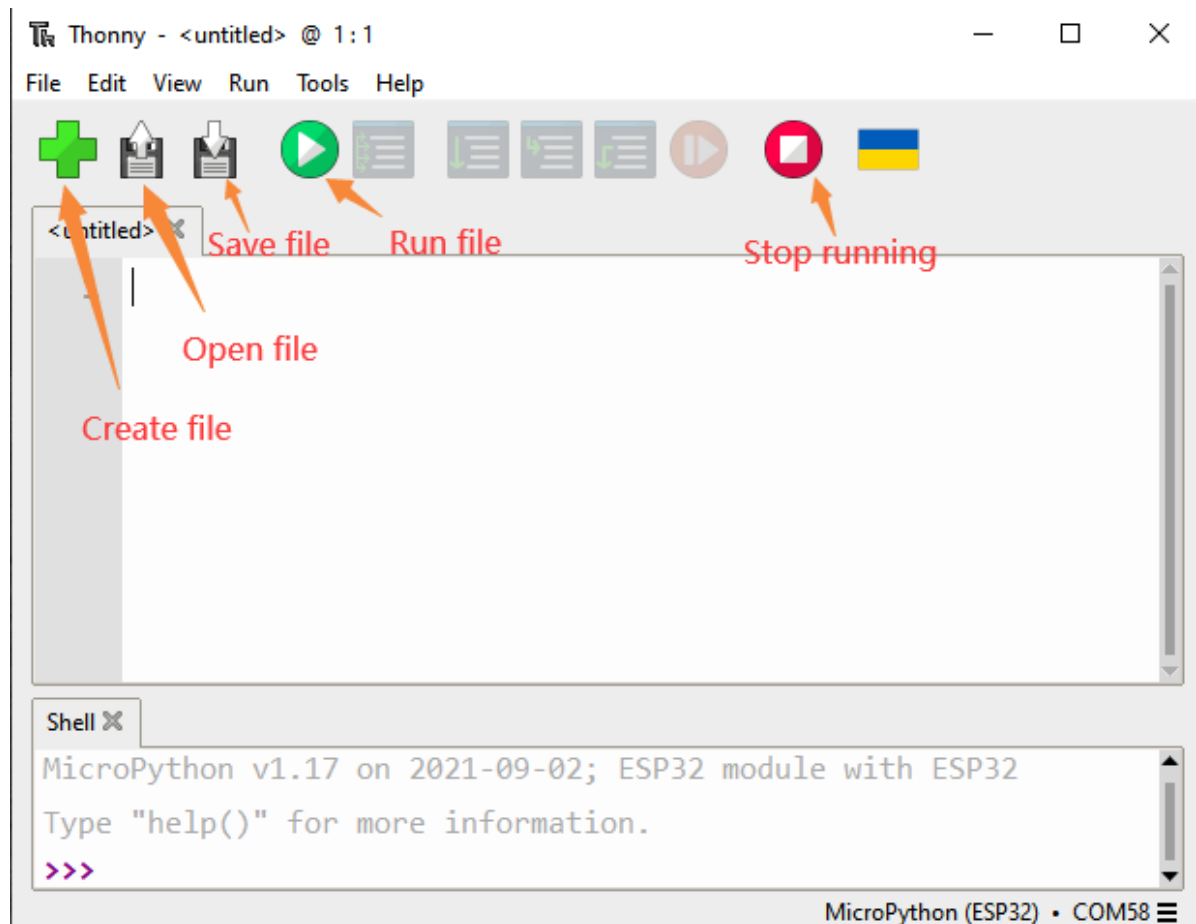 Thonny - <untitled> @ 1:1
File Edit View Run Tools Help
<untitled>
Save file
Run file
Stop running
Open file
Create file
Shell
MicroPython v1.17 on 2021-09-02; ESP32 module with ESP32
Type "help()" for more information.
>>>
MicroPython (ESP32) • COM58